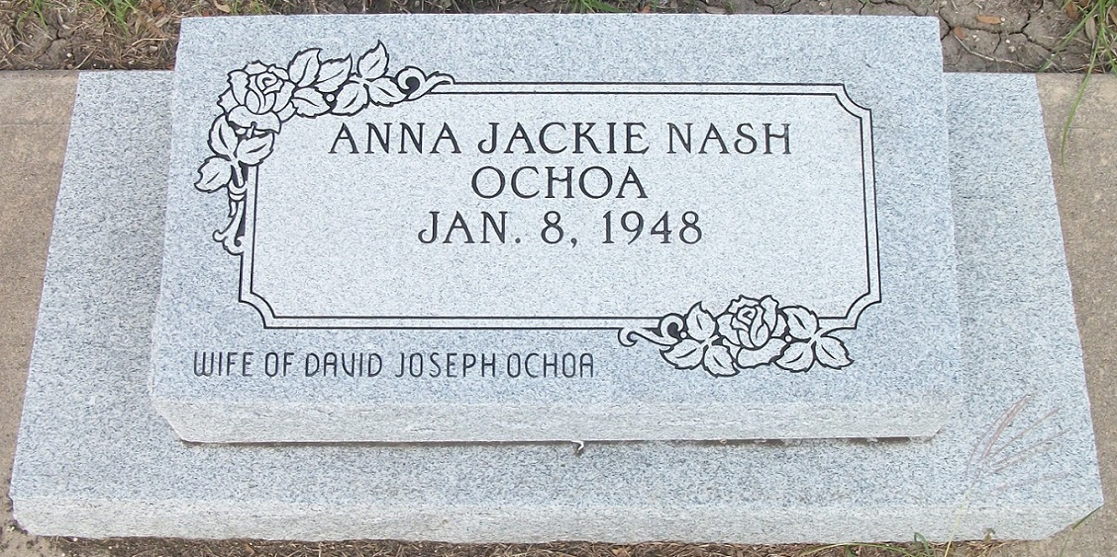 ANNA JACKIE NASH
OCHOA
JAN. 8, 1948
WIFE OF DAVID JOSEPH OCHOA